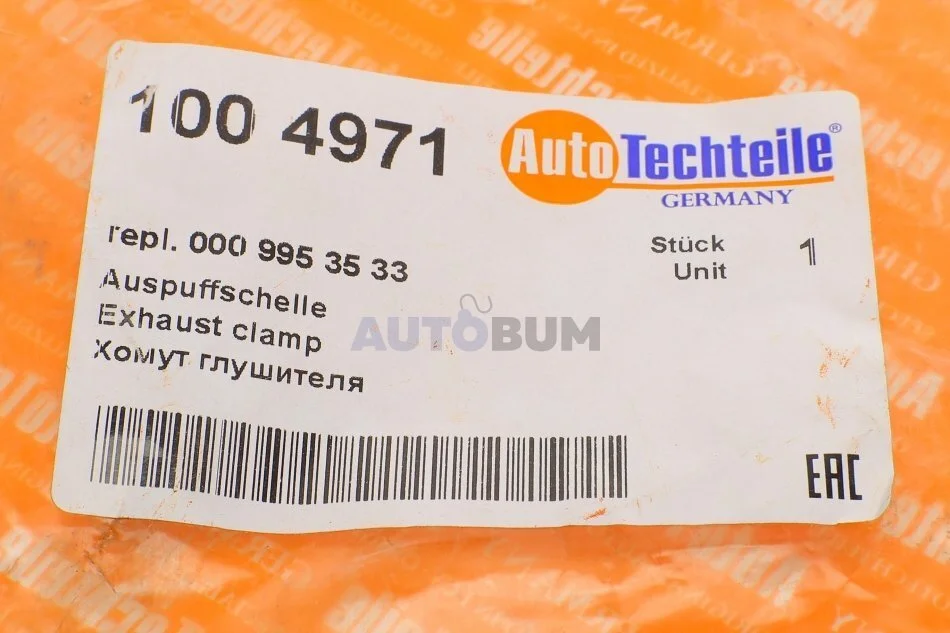 100 4971
AutoTechteile®
GERMANY
repl. 000 995 35 33
Stück 1
Unit
Auspuffschelle
Exhaust clamp
Хомут глушителя
AUTOBUM
EAC